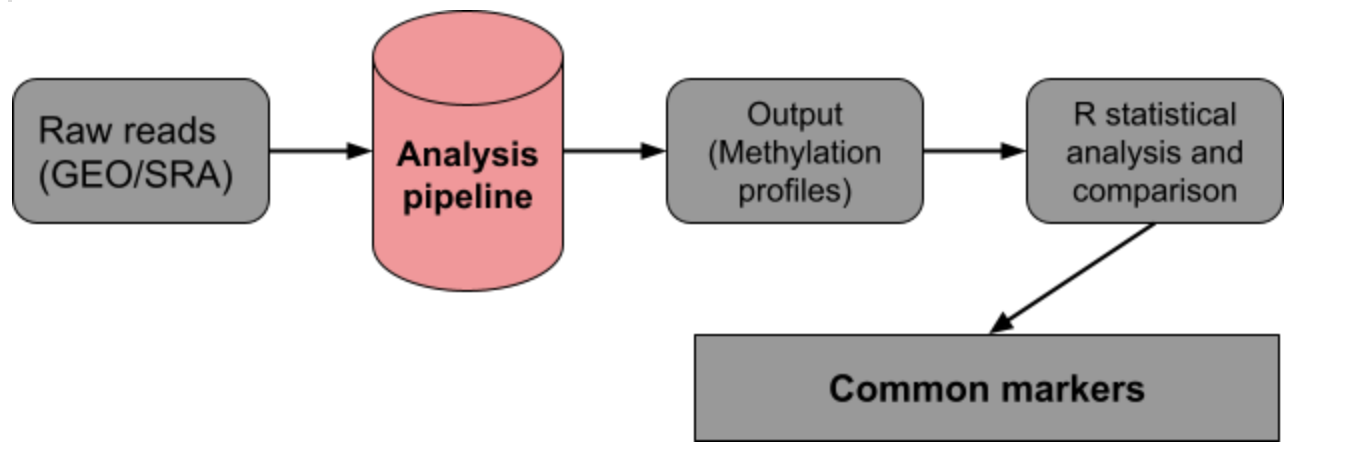 Raw reads
(GEO/SRA)
Analysis
pipeline
Output
(Methylation
profiles)
R statistical
analysis and
comparison
Common markers